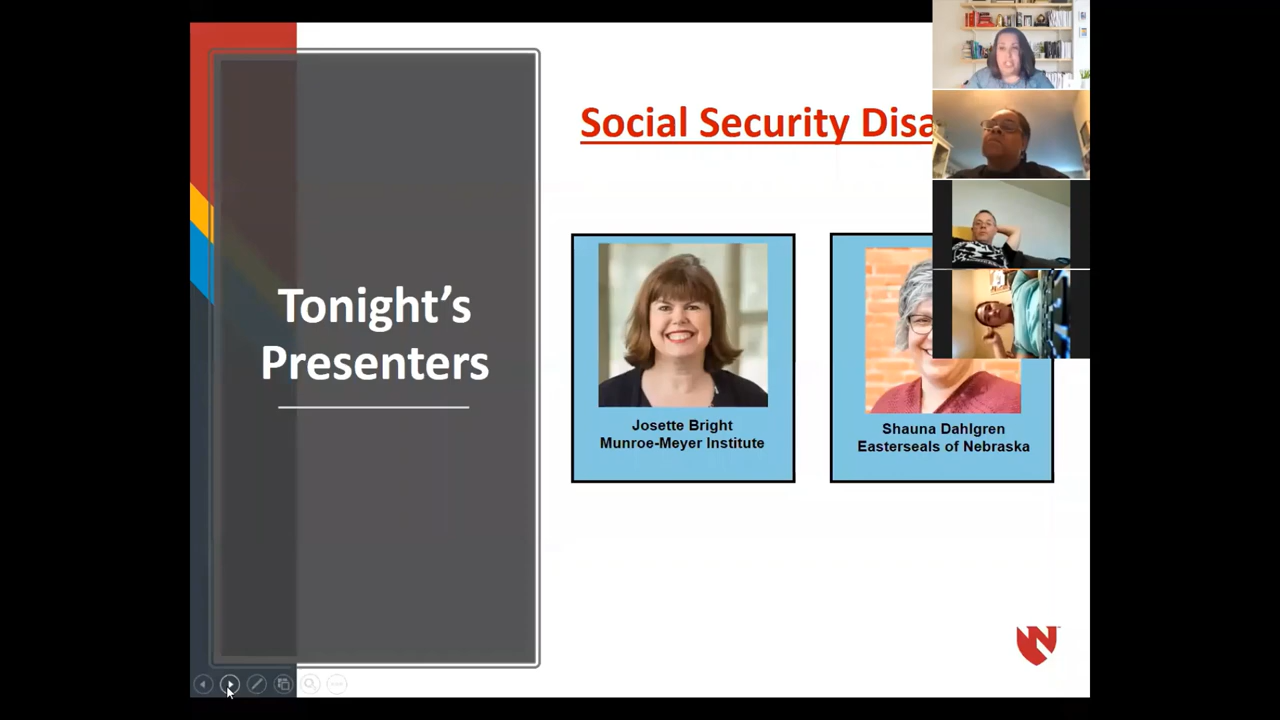 Social Security Disa
Tonight's
Presenters
Josette Bright
Munroe-Meyer Institute
Shauna Dahlgren
Easterseals of Nebraska
N